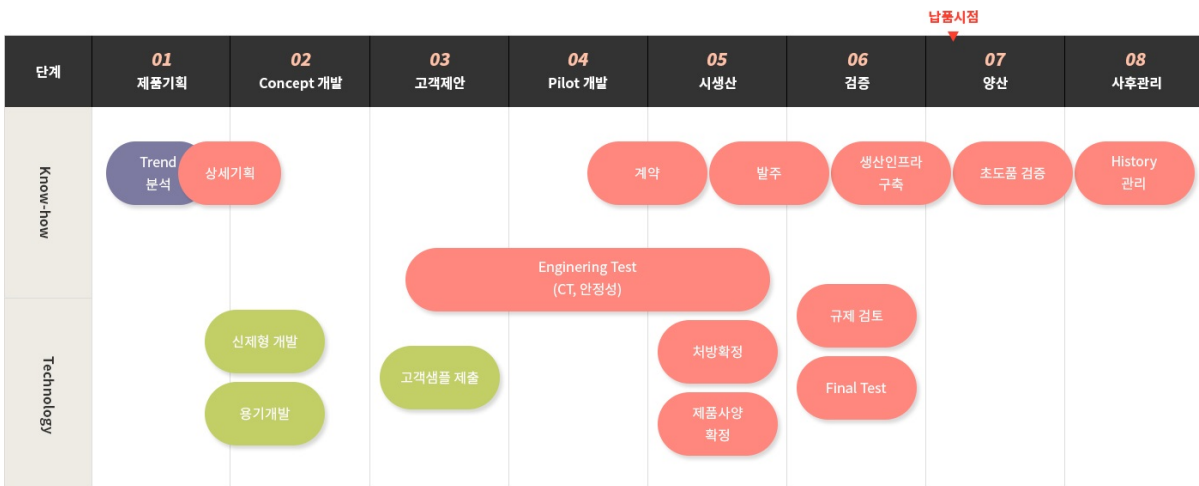 납품시점
단계
01
제품기획
02
Concept 개발
03
고객제안
04
Pilot 개발
05
시생산
06
검증
07
양산
08
사후관리
Know-how
Trend
분석
상세기획
계약
발주
생산인프라
구축
초도품 검증
History
관리
Enginering Test
(CT, 안정성)
Technology
신제형 개발
용기개발
고객샘플 제출
처방확정
제품사양
확정
규제 검토
Final Test